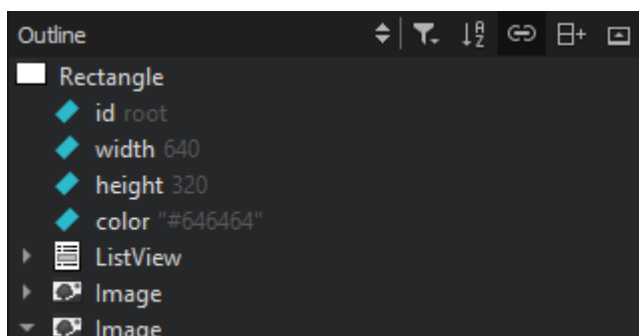 Outline
Rectangle
id root
width 640
height 320
color "#646464"
ListView
Image
Image